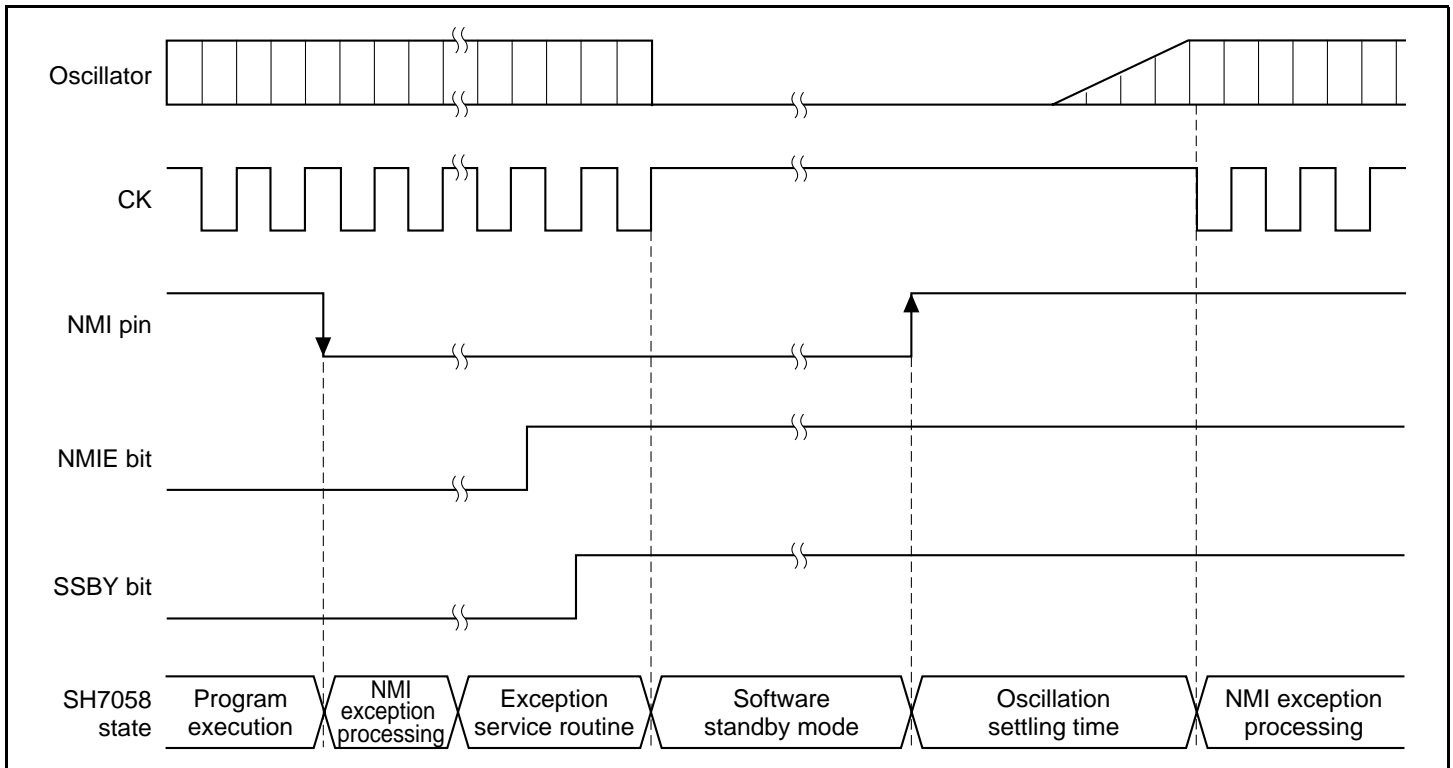 Oscillator
CK
NMI pin
NMIE bit
SSBY bit
SH7058
state
Program
execution
NMI
exception
processing
Exception
service routine
Software
standby mode
Oscillation
settling time
NMI exception
processing